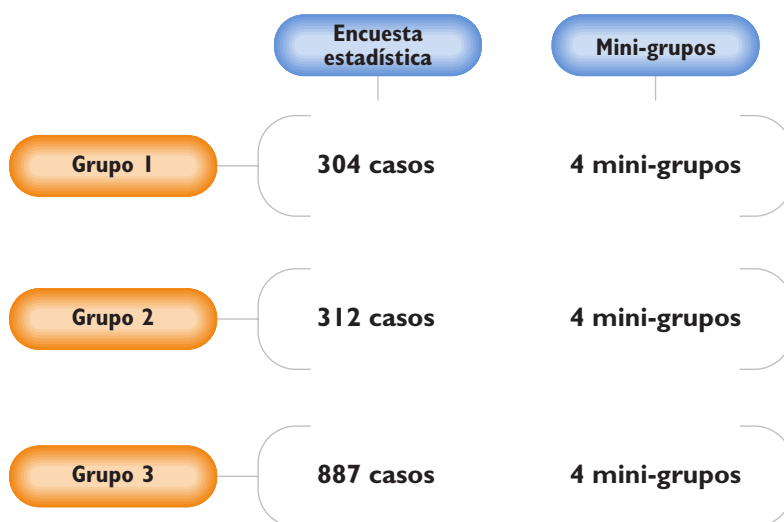 Encuesta
estadística
Mini-grupos
Grupo 1 304 casos 4 mini-grupos
Grupo 2 312 casos 4 mini-grupos
Grupo 3 887 casos 4 mini-grupos